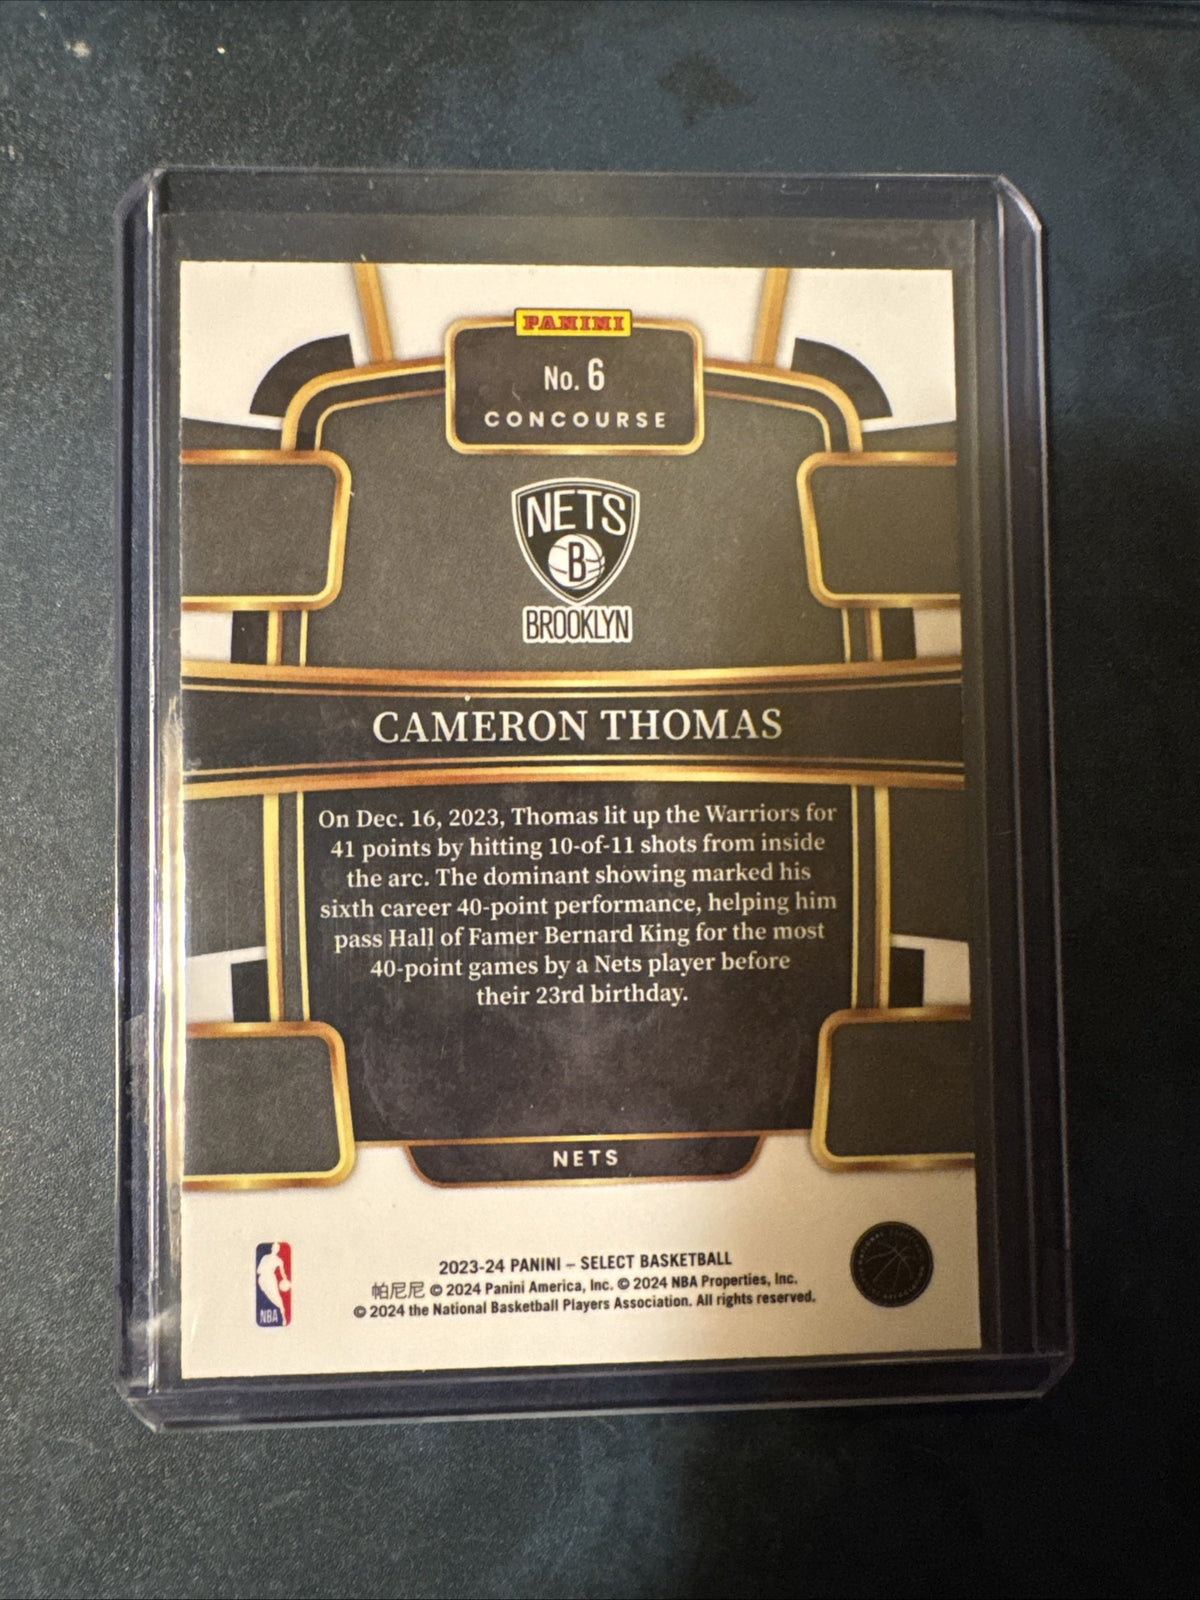 PANINI
No. 6
CONCOURSE
NETS
B
BROOKLYN
CAMERON THOMAS
On Dec. 16, 2023, Thomas lit up the Warriors for
41 points by hitting 10-of-11 shots from inside
the arc. The dominant showing marked his
sixth career 40-point performance, helping him
pass Hall of Famer Bernard King for the most
40-point games by a Nets player before
their 23rd birthday.
NETS
2023-24 PANINI – SELECT BASKETBALL
帕尼尼 © 2024 Panini America, Inc. © 2024 NBA Properties, Inc.
© 2024 the National Basketball Players Association. All rights reserved.
NBA